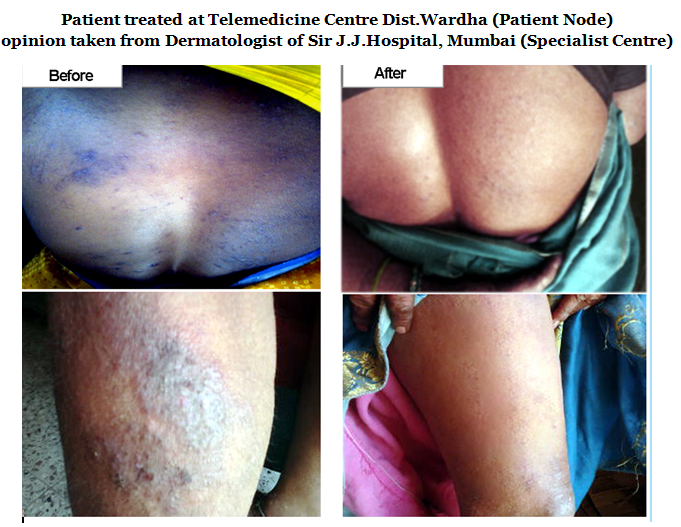 Patient treated at Telemedicine Centre Dist.Wardha (Patient Node)
opinion taken from Dermatologist of Sir J.J.Hospital, Mumbai (Specialist Centre)
Before
After